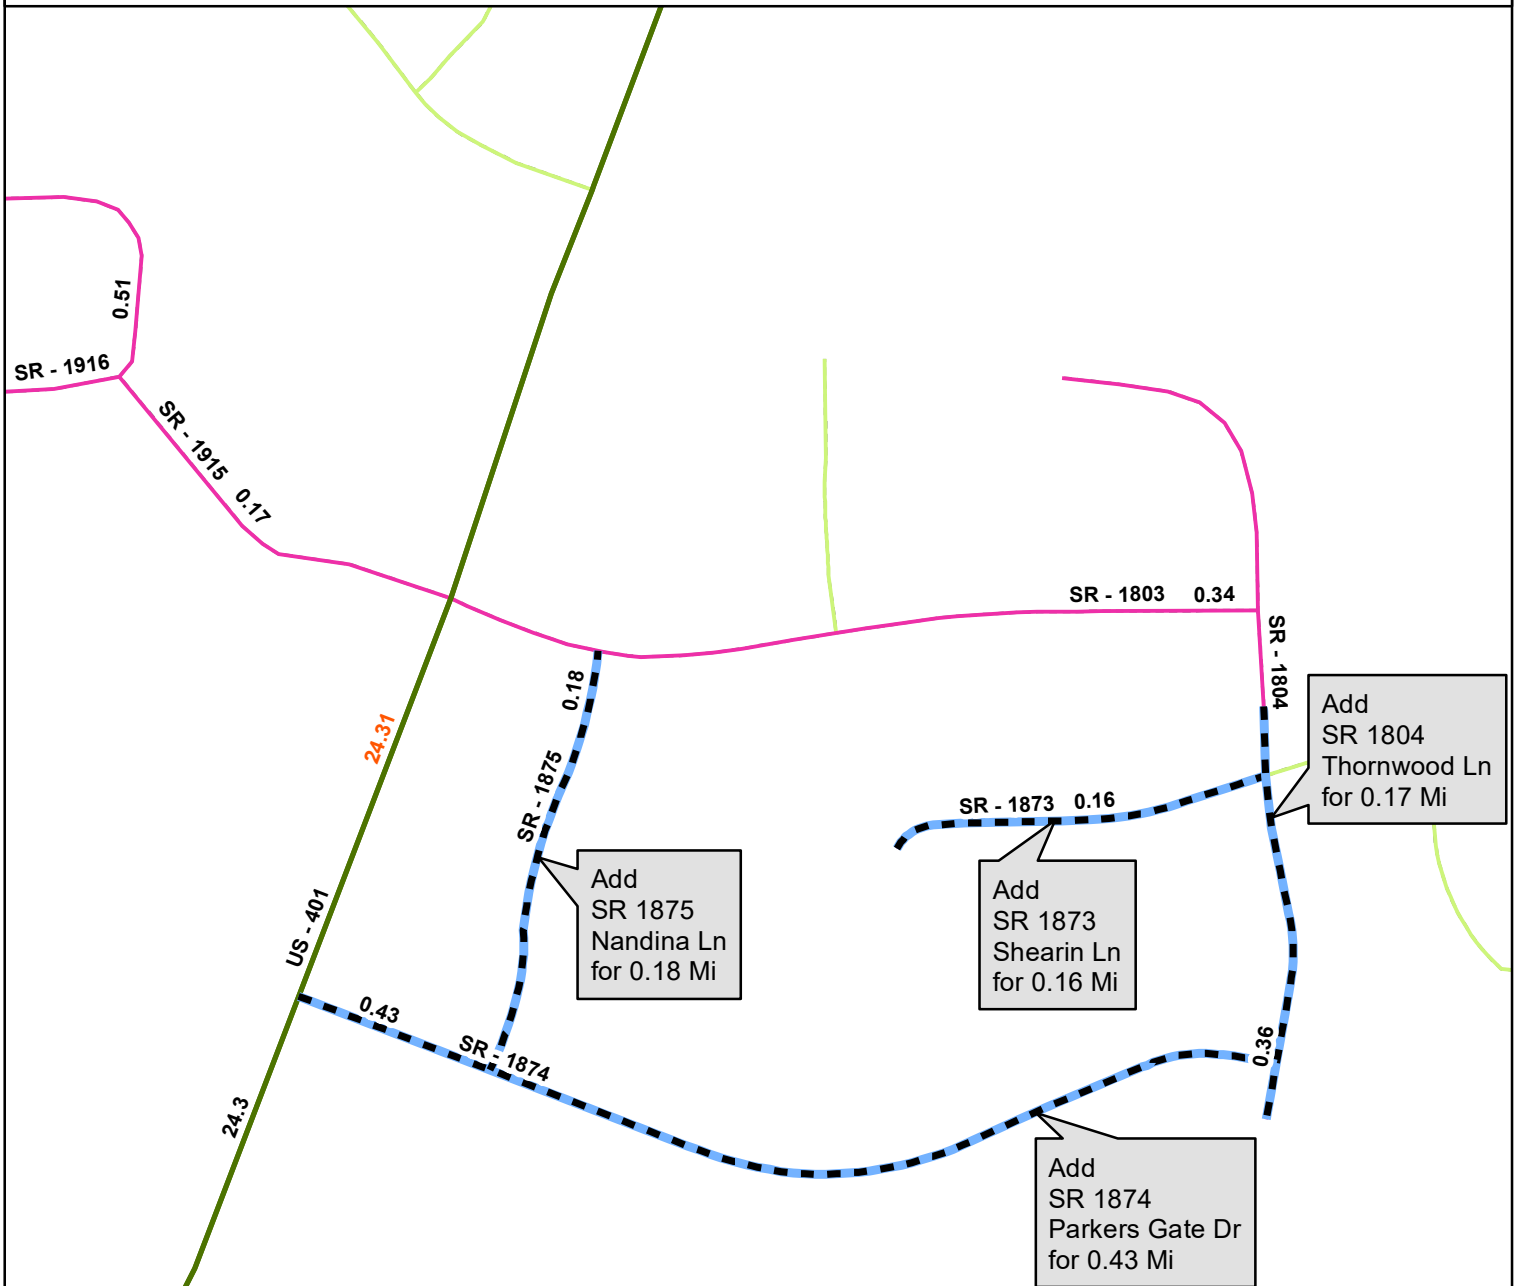 0.51
SR - 1916
SR - 1915 0.17
SR - 1803 0.34
SR - 1804
0.18
Add
SR 1804
Thornwood Ln
for 0.17 Mi
24.31
SR - 1875
SR - 1873 0.16
Add
SR 1875
Nandina Ln
for 0.18 Mi
Add
SR 1873
Shearin Ln
for 0.16 Mi
US - 401
0.43
SR - 1874
0.36
24.3
Add
SR 1874
Parkers Gate Dr
for 0.43 Mi